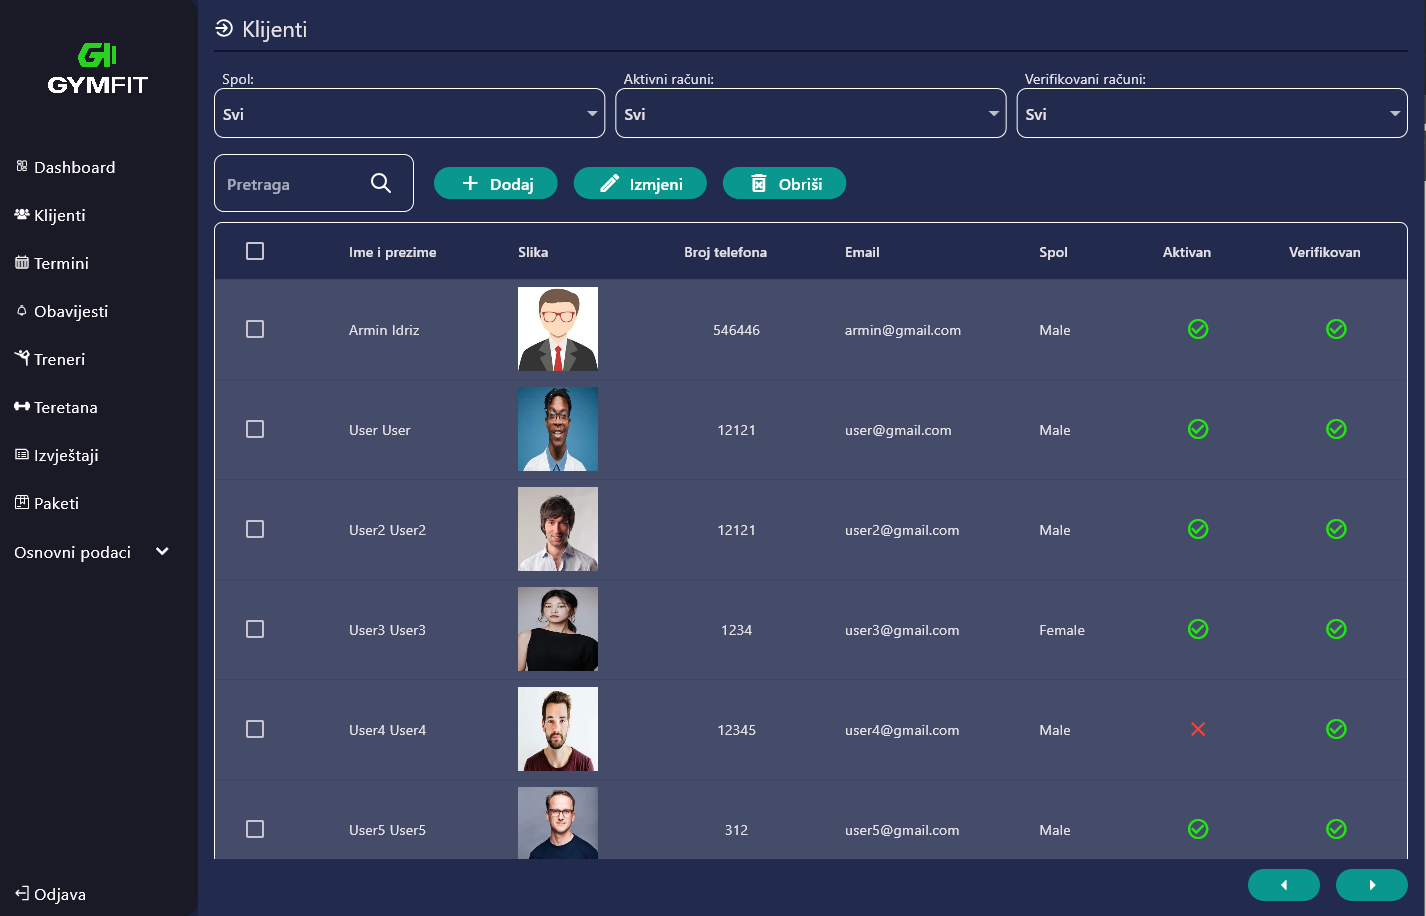 GYMFIT
Dashboard
Klijenti
Termini
Obavijesti
Treneri
Teretana
Izvještaji
Paketi
Osnovni podaci
Odjava
Klijenti
Spol: Aktivni računi: Verifikovani računi:
Svi Svi Svi
Pretraga Dodaj Izmjeni Obriši
Ime i prezime Slika Broj telefona Email Spol Aktivan Verifikovan
Armin Idriz 546446 armin@gmail.com Male
User User 12121 user@gmail.com Male
User2 User2 12121 user2@gmail.com Male
User3 User3 1234 user3@gmail.com Female
User4 User4 12345 user4@gmail.com Male
User5 User5 312 user5@gmail.com Male